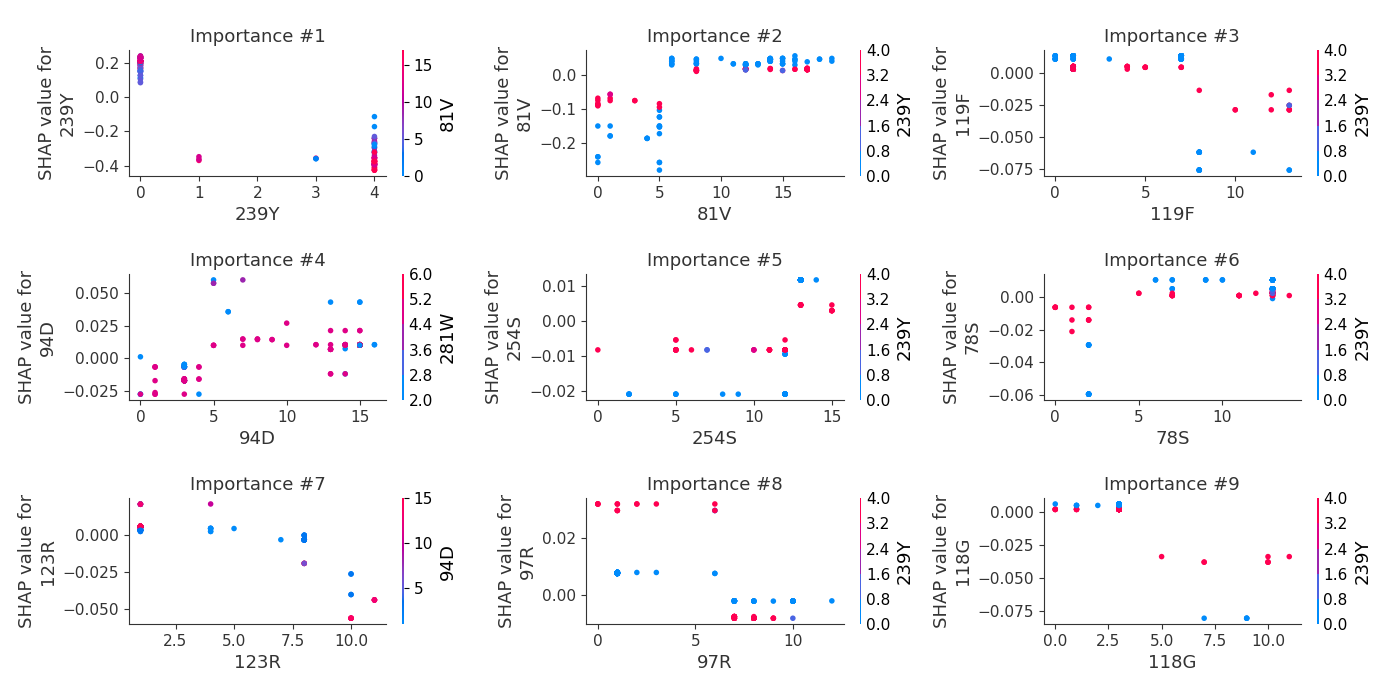 Importance #1
SHAP value for
239Y
0.2
0.0
−0.2
−0.4
0
1
2
3
4
239Y
15
10
5
0
81V
Importance #2
SHAP value for
81V
0.0
−0.1
−0.2
0
5
10
15
81V
4.0
3.2
2.4
1.6
0.8
0.0
239Y
Importance #3
SHAP value for
119F
0.000
−0.025
−0.050
−0.075
0
5
10
119F
4.0
3.2
2.4
1.6
0.8
0.0
239Y
Importance #4
SHAP value for
94D
0.050
0.025
0.000
−0.025
0
5
10
15
94D
6.0
5.2
4.4
3.6
2.8
2.0
281W
Importance #5
SHAP value for
254S
0.01
0.00
−0.01
−0.02
0
5
10
15
254S
4.0
3.2
2.4
1.6
0.8
0.0
239Y
Importance #6
SHAP value for
78S
0.00
−0.02
−0.04
−0.06
0
5
10
78S
4.0
3.2
2.4
1.6
0.8
0.0
239Y
Importance #7
SHAP value for
123R
0.000
−0.025
−0.050
2.5
5.0
7.5
10.0
123R
15
10
5
94D
Importance #8
SHAP value for
97R
0.02
0.00
0
5
10
97R
4.0
3.2
2.4
1.6
0.8
0.0
239Y
Importance #9
SHAP value for
118G
0.000
−0.025
−0.050
−0.075
0.0
2.5
5.0
7.5
10.0
118G
4.0
3.2
2.4
1.6
0.8
0.0
239Y